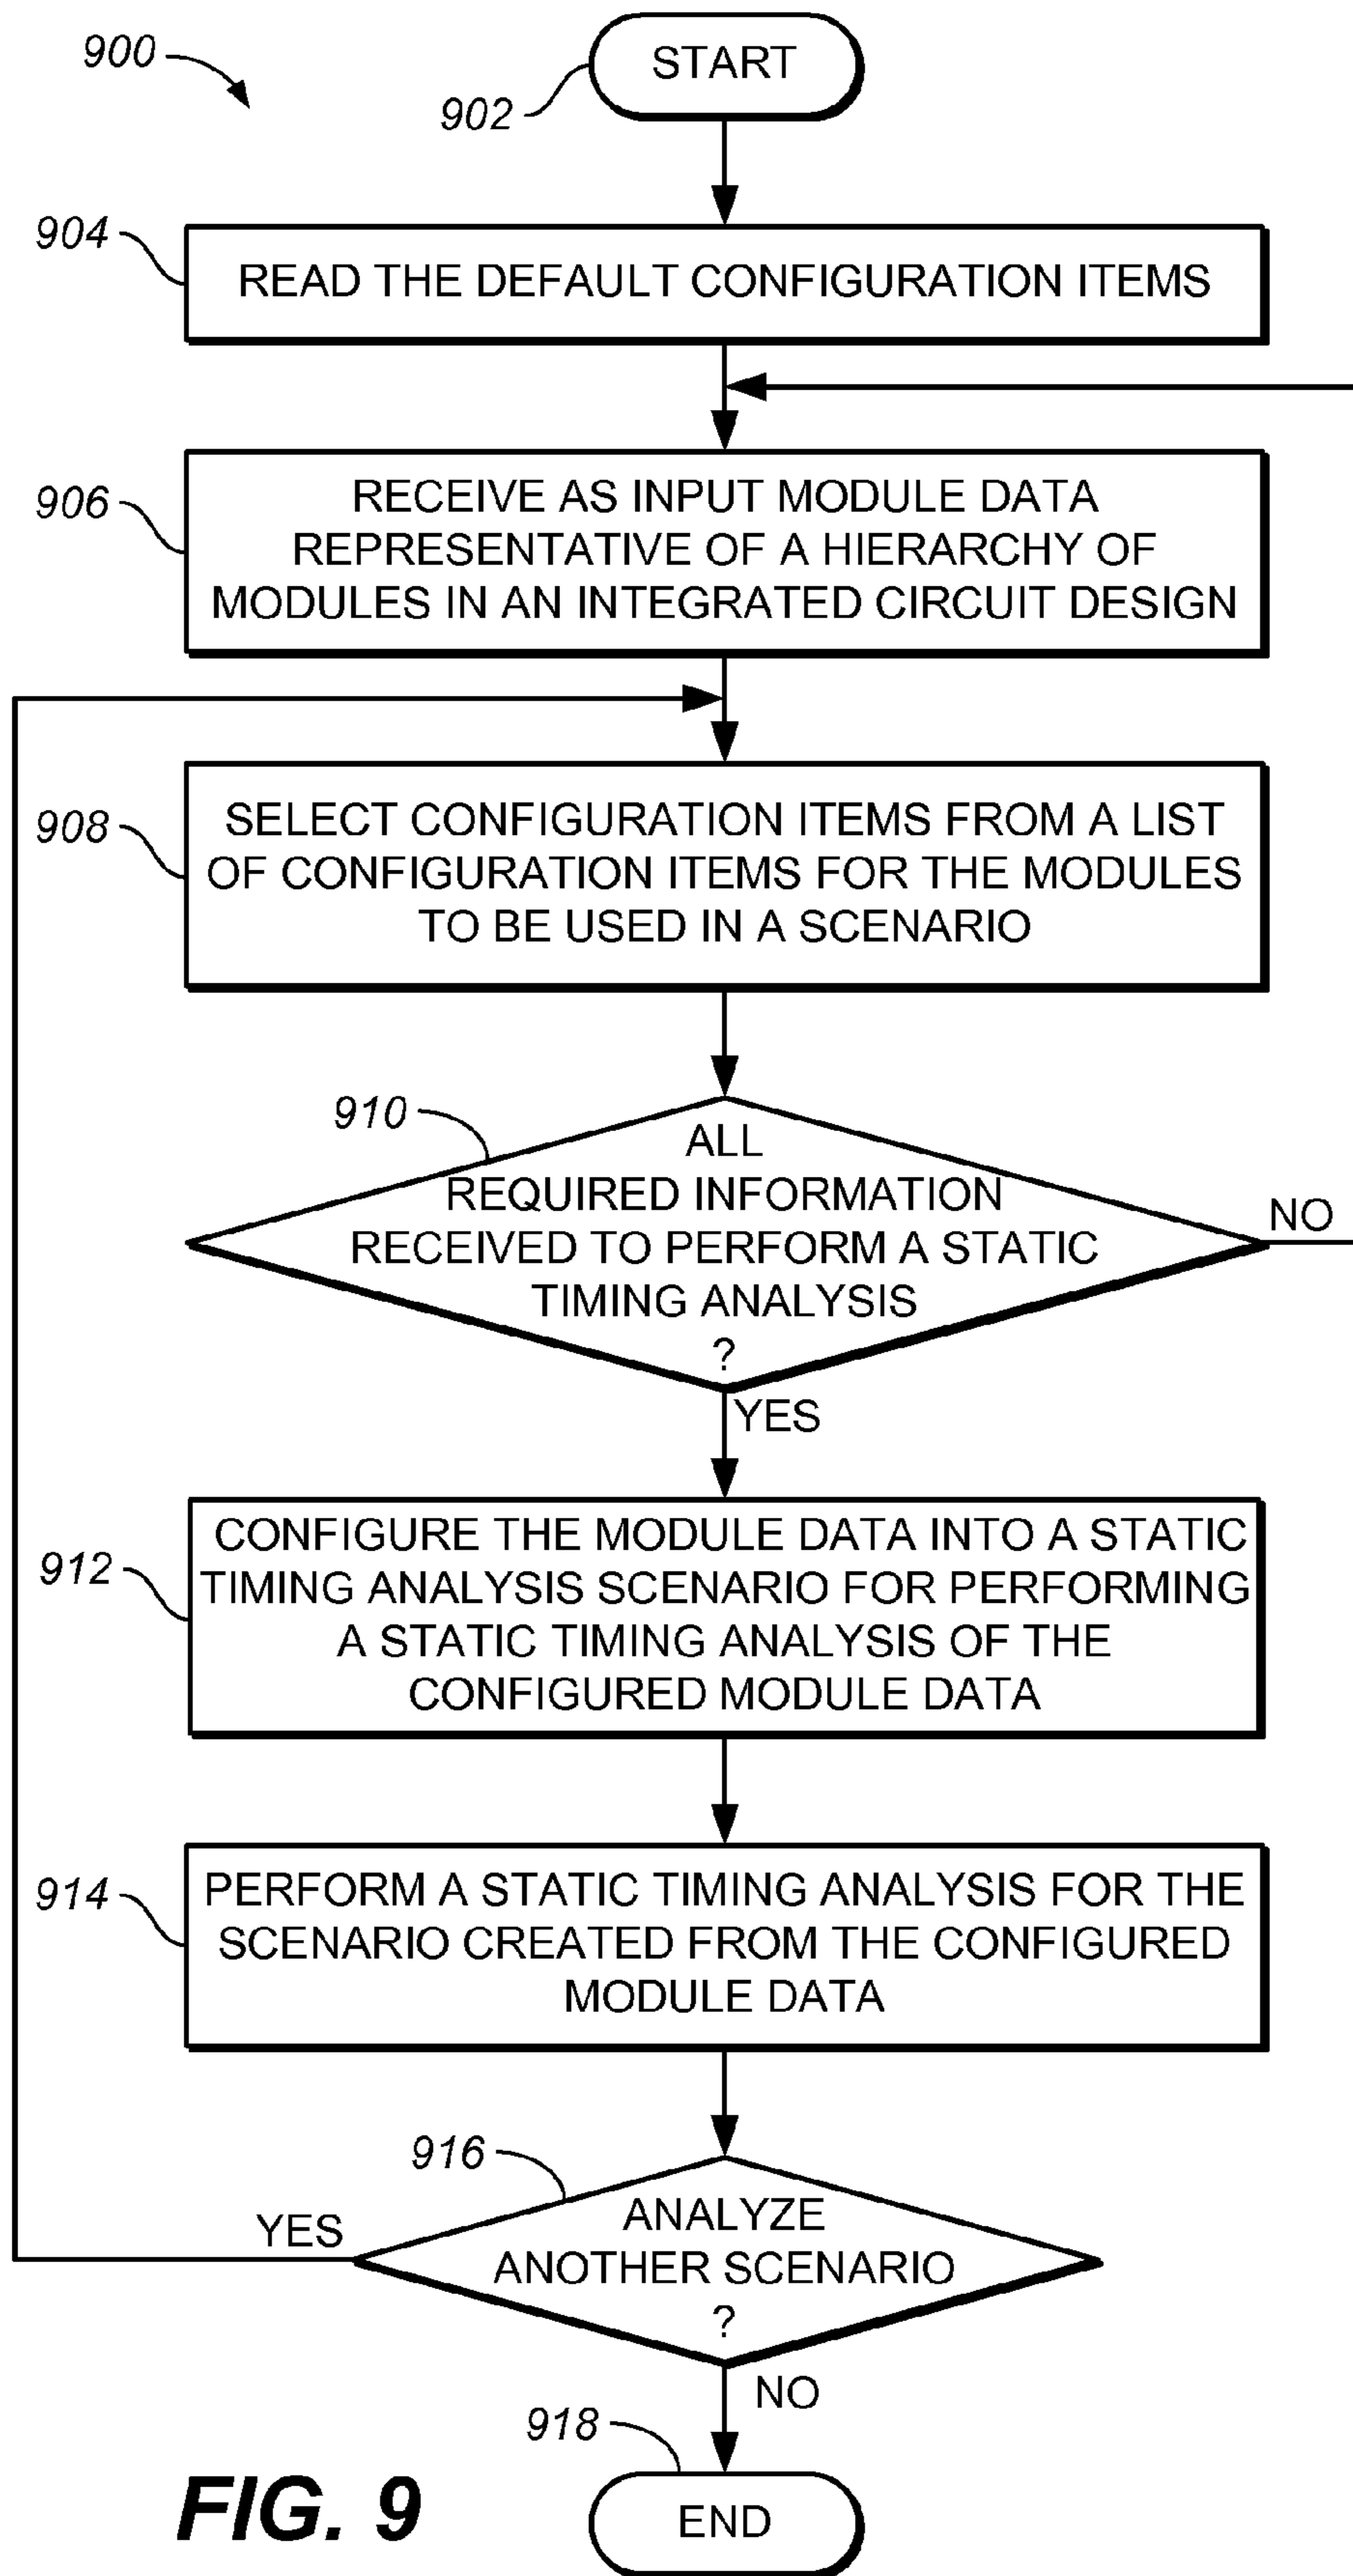 900
START
902
904
READ THE DEFAULT CONFIGURATION ITEMS
906
RECEIVE AS INPUT MODULE DATA
REPRESENTATIVE OF A HIERARCHY OF
MODULES IN AN INTEGRATED CIRCUIT DESIGN
908
SELECT CONFIGURATION ITEMS FROM A LIST
OF CONFIGURATION ITEMS FOR THE MODULES
TO BE USED IN A SCENARIO
910
ALL
REQUIRED INFORMATION
RECEIVED TO PERFORM A STATIC
TIMING ANALYSIS
?
NO
YES
912
CONFIGURE THE MODULE DATA INTO A STATIC
TIMING ANALYSIS SCENARIO FOR PERFORMING
A STATIC TIMING ANALYSIS OF THE
CONFIGURED MODULE DATA
914
PERFORM A STATIC TIMING ANALYSIS FOR THE
SCENARIO CREATED FROM THE CONFIGURED
MODULE DATA
916
YES
ANALYZE
ANOTHER SCENARIO
?
NO
918
END
FIG. 9